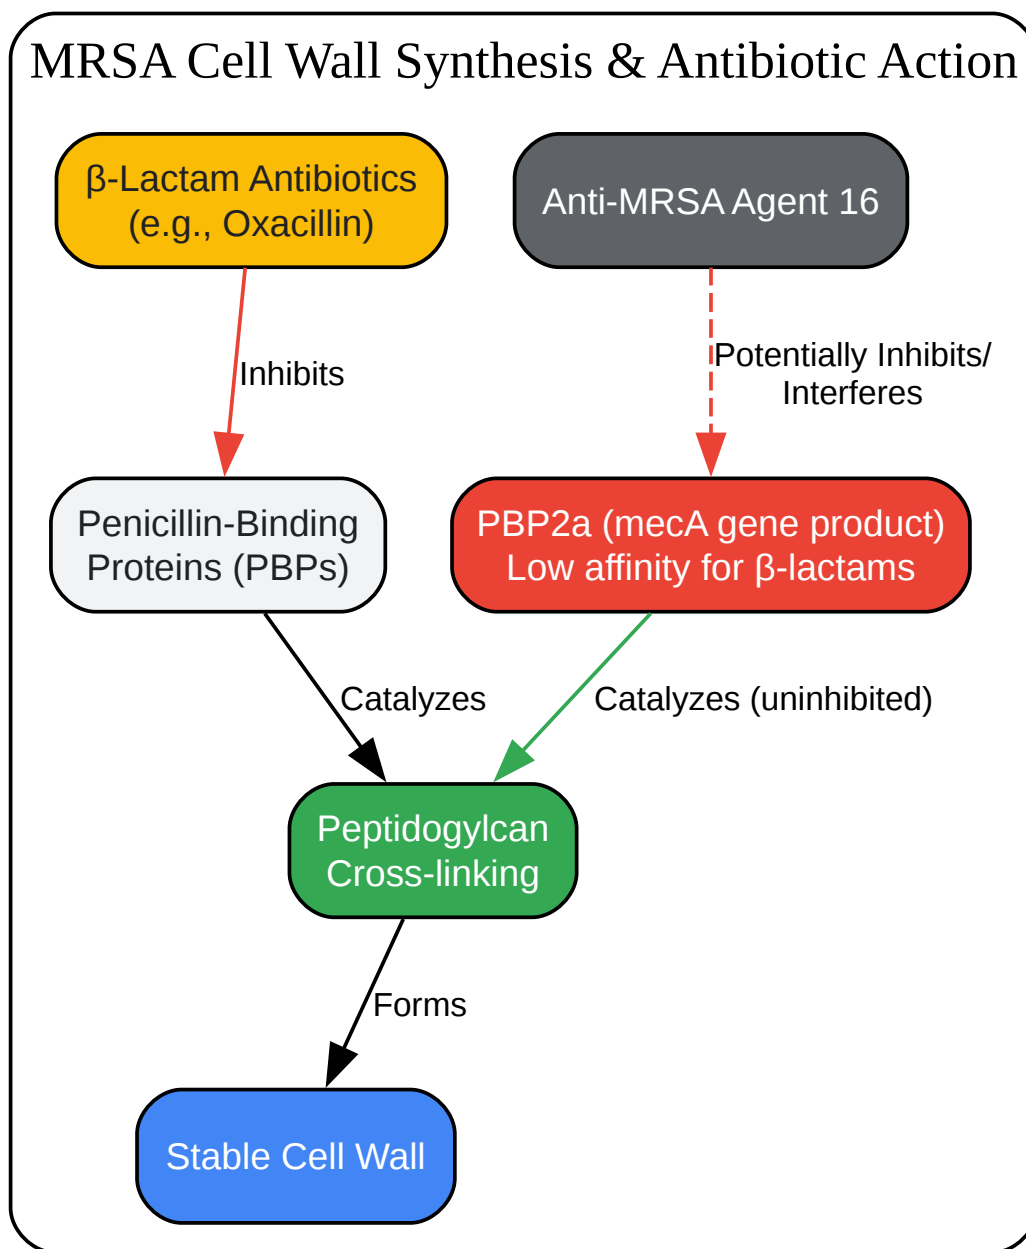 MRSA Cell Wall Synthesis & Antibiotic Action
β-Lactam Antibiotics
(e.g., Oxacillin)
Anti-MRSA Agent 16
Inhibits
Potentially Inhibits/
Interferes
Penicillin-Binding
Proteins (PBPs)
PBP2a (mecA gene product)
Low affinity for β-lactams
Catalyzes
Catalyzes (uninhibited)
Peptidogylcan
Cross-linking
Forms
Stable Cell Wall